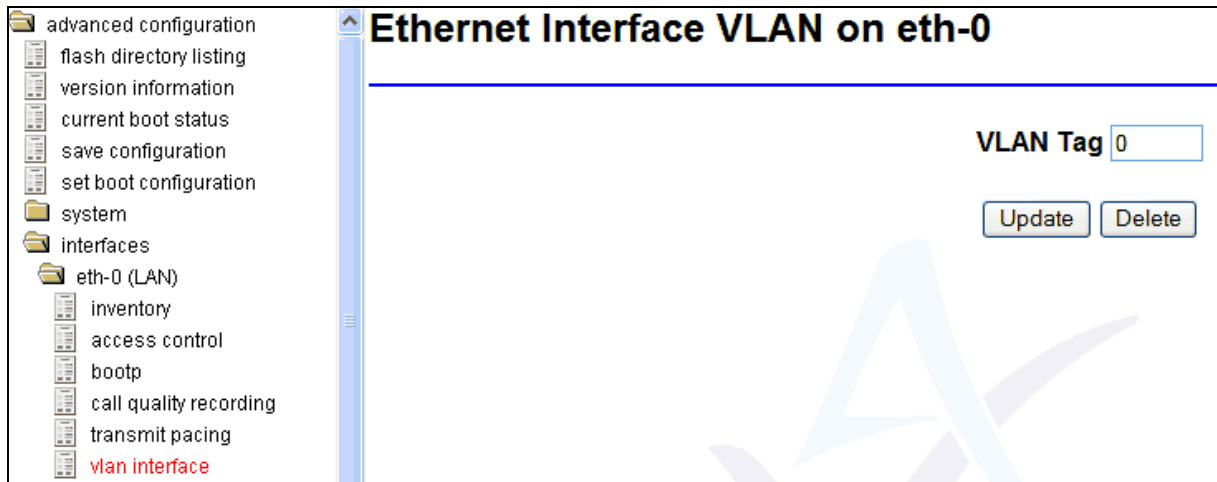 advanced configuration
flash directory listing
version information
current boot status
save configuration
set boot configuration
system
interfaces
eth-0 (LAN)
inventory
access control
bootp
call quality recording
transmit pacing
vlan interface
Ethernet Interface VLAN on eth-0
VLAN Tag 0
Update Delete